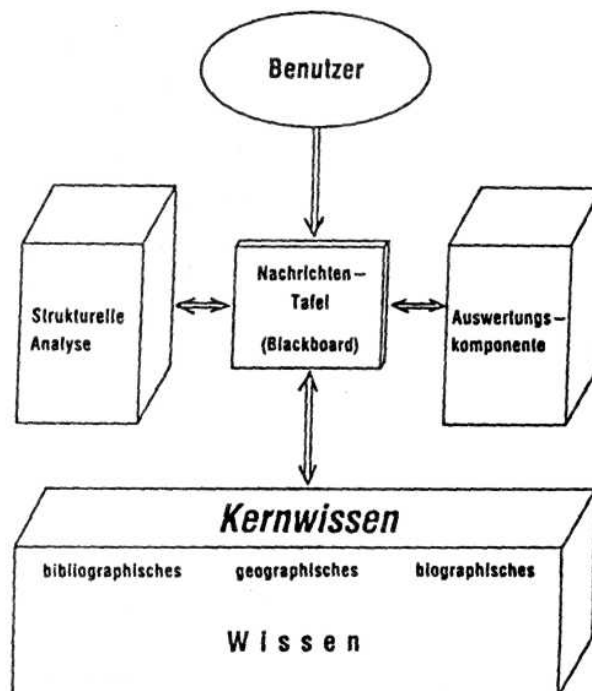 Benutzer
Nachrichten–
Tafel
(Blackboard)
Strukturelle
Analyse
Auswertungs–
komponente
Kernwissen
bibliographisches geographisches biographisches
Wissen